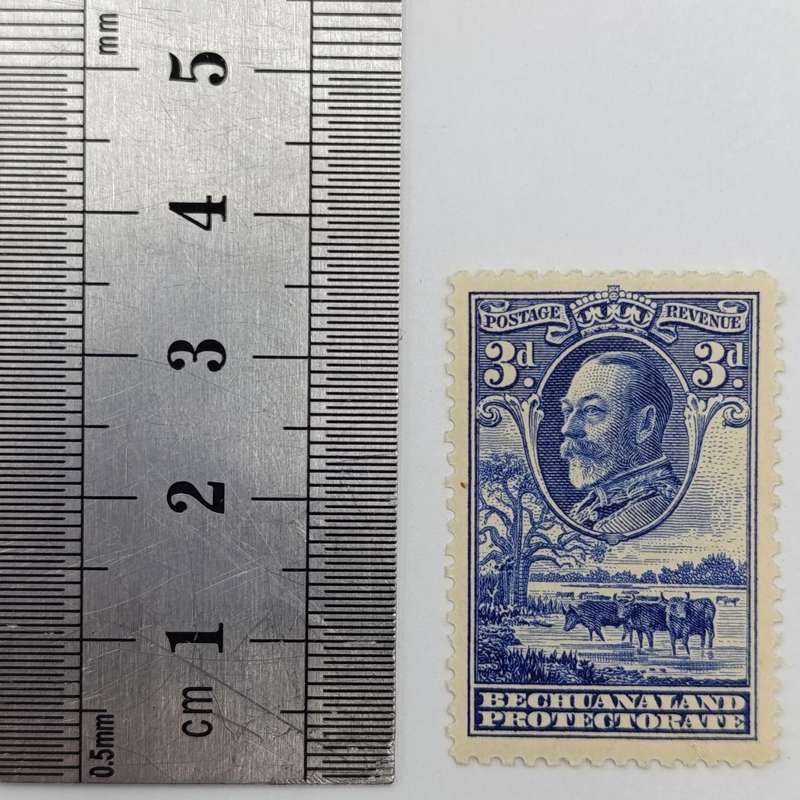 mm
5
4
3
2
1
cm
0.5mm
POSTAGE REVENUE
3d. 3d.
BECHUANALAND
PROTECTORATE